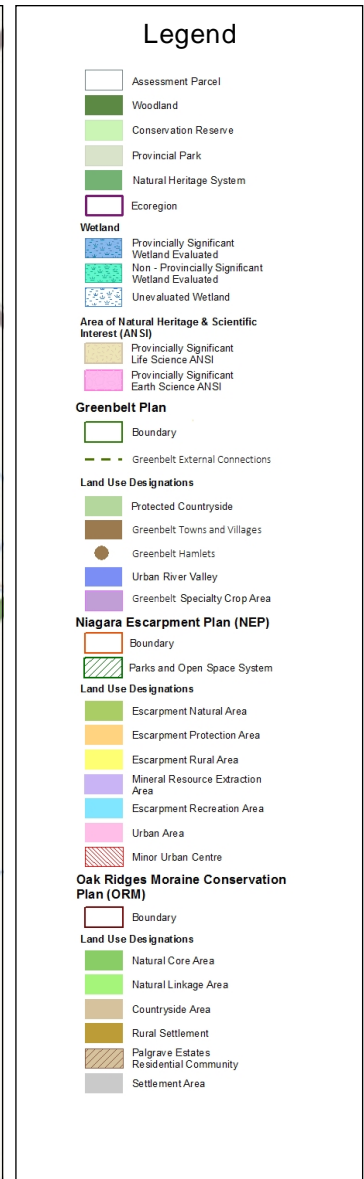 Legend
Assessment Parcel
Woodland
Conservation Reserve
Provincial Park
Natural Heritage System
Ecoregion
Wetland
Provincially Significant
Wetland Evaluated
Non - Provincially Significant
Wetland Evaluated
Unevaluated Wetland
Area of Natural Heritage & Scientific
Interest (ANSI)
Provincially Significant
Life Science ANSI
Provincially Significant
Earth Science ANSI
Greenbelt Plan
Boundary
Greenbelt External Connections
Land Use Designations
Protected Countryside
Greenbelt Towns and Villages
Greenbelt Hamlets
Urban River Valley
Greenbelt Specialty Crop Area
Niagara Escarpment Plan (NEP)
Boundary
Parks and Open Space System
Land Use Designations
Escarpment Natural Area
Escarpment Protection Area
Escarpment Rural Area
Mineral Resource Extraction
Area
Escarpment Recreation Area
Urban Area
Minor Urban Centre
Oak Ridges Moraine Conservation
Plan (ORM)
Boundary
Land Use Designations
Natural Core Area
Natural Linkage Area
Countryside Area
Rural Settlement
Palgrave Estates
Residential Community
Settlement Area